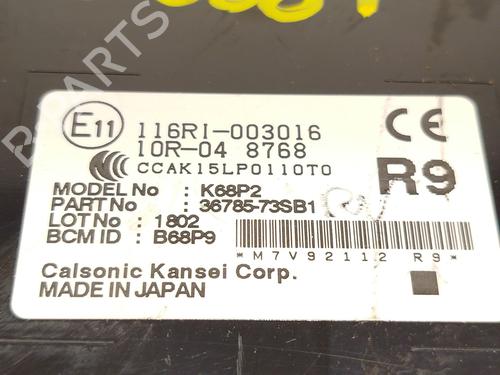 E11
116RI-003016
10R-04 8768
CE
CCAK15LP0110T0
R9
MODEL No : K68P2
PART No : 36785-73SB1
LOT No : 1802
BCM ID : B68P9
*M7V92112 R9*
Calsonic Kansei Corp.
MADE IN JAPAN
B-PARTS